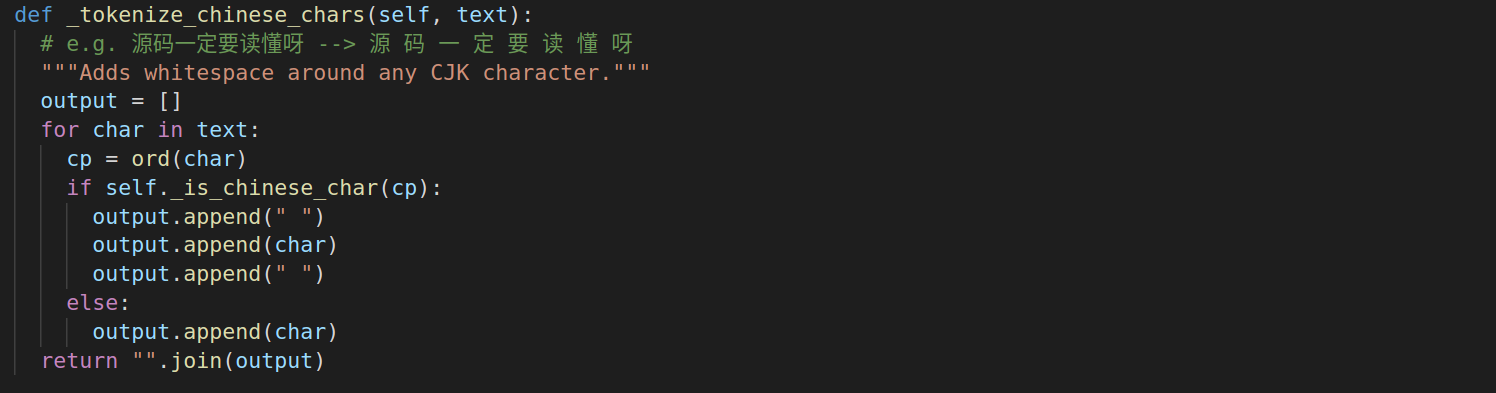 def _tokenize_chinese_chars(self, text):
  # e.g. 源码一定要读懂呀 --> 源 码 一 定 要 读 懂 呀
  """Adds whitespace around any CJK character."""
  output = []
  for char in text:
    cp = ord(char)
    if self._is_chinese_char(cp):
      output.append(" ")
      output.append(char)
      output.append(" ")
    else:
      output.append(char)
  return "".join(output)